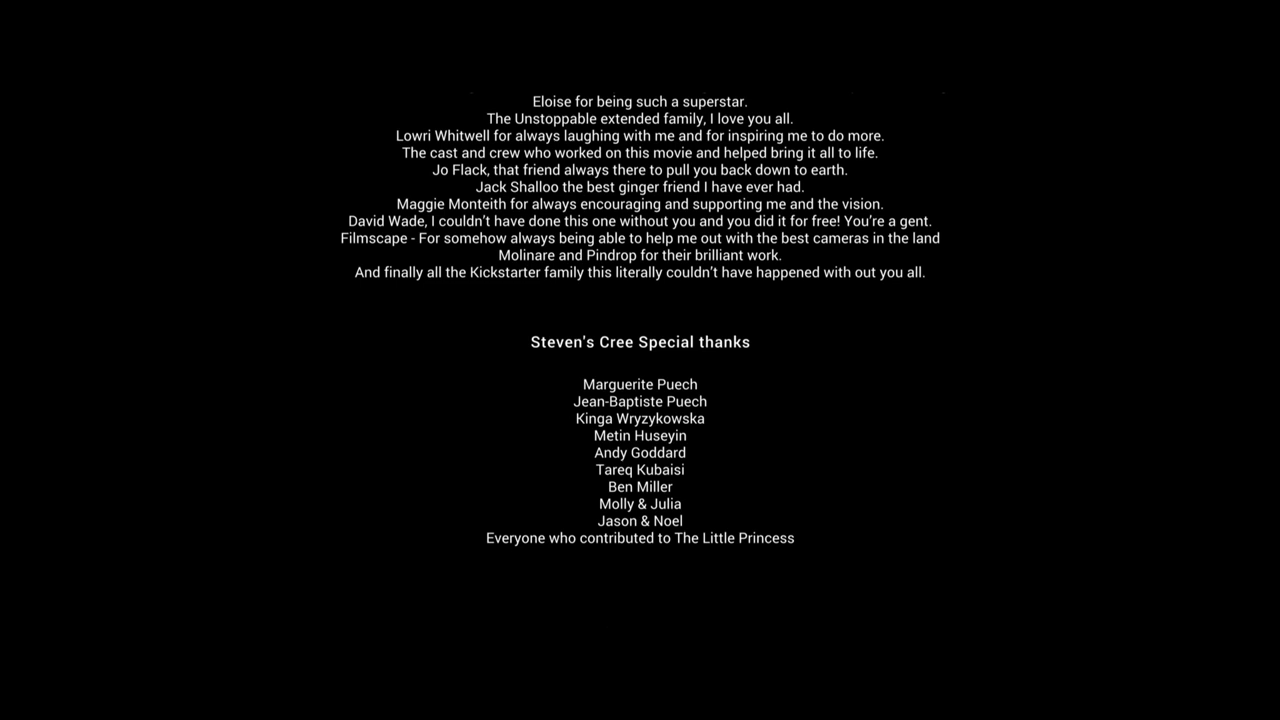 Eloise for being such a superstar.
The Unstoppable extended family, I love you all.
Lowri Whitwell for always laughing with me and for inspiring me to do more.
The cast and crew who worked on this movie and helped bring it all to life.
Jo Flack, that friend always there to pull you back down to earth.
Jack Shalloo the best ginger friend I have ever had.
Maggie Monteith for always encouraging and supporting me and the vision.
David Wade, I couldn’t have done this one without you and you did it for free! You’re a gent.
Filmscape - For somehow always being able to help me out with the best cameras in the land
Molinare and Pindrop for their brilliant work.
And finally all the Kickstarter family this literally couldn’t have happened with out you all.
Steven's Cree Special thanks
Marguerite Puech
Jean-Baptiste Puech
Kinga Wryzykowska
Metin Huseyin
Andy Goddard
Tareq Kubaisi
Ben Miller
Molly & Julia
Jason & Noel
Everyone who contributed to The Little Princess